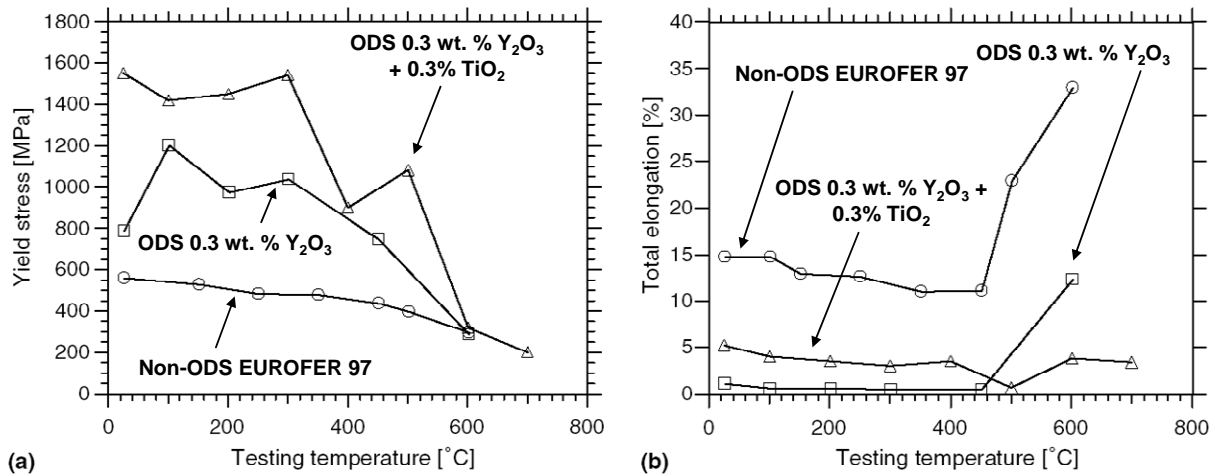 1800
1600
1400
1200
1000
800
600
400
200
0
Yield stress [MPa]
ODS 0.3 wt. % Y₂O₃
+ 0.3% TiO₂
ODS 0.3 wt. % Y₂O₃
Non-ODS EUROFER 97
0 200 400 600 800
Testing temperature [˚C]
(a)
40
35
30
25
20
15
10
5
0
Total elongation [%]
ODS 0.3 wt. % Y₂O₃
Non-ODS EUROFER 97
ODS 0.3 wt. % Y₂O₃ +
0.3% TiO₂
0 200 400 600 800
Testing temperature [˚C]
(b)